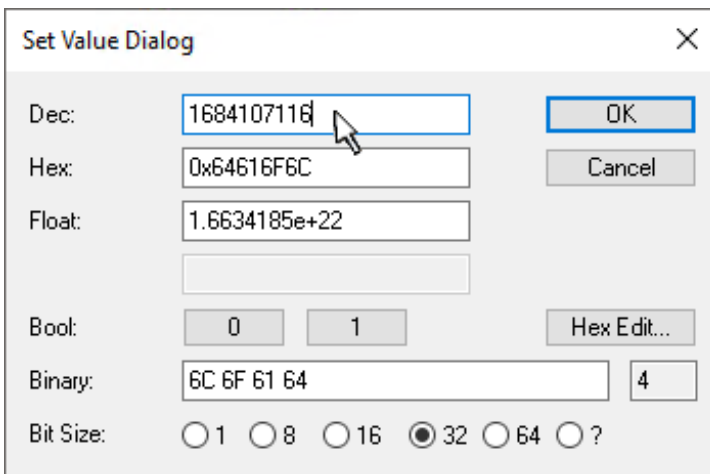 Set Value Dialog
Dec: 1684107116 OK
Hex: 0x64616F6C Cancel
Float: 1.6634185e+22
Bool: 0 1 Hex Edit...
Binary: 6C 6F 61 64 4
Bit Size: 1 8 16 32 64 ?